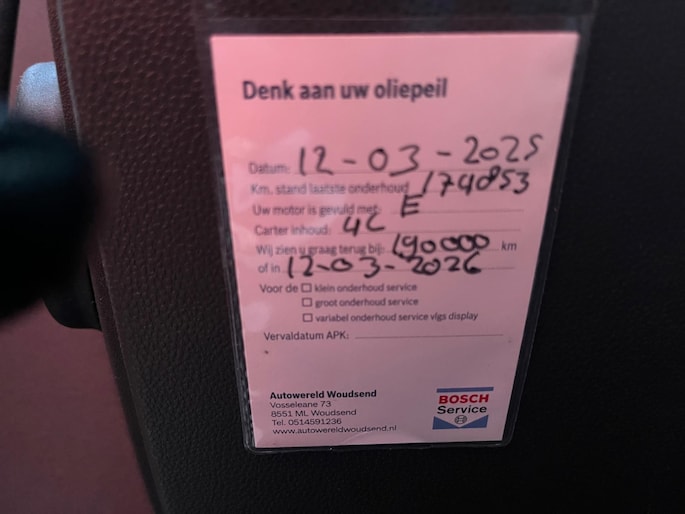 Denk aan uw oliepeil
Datum: 12-03-2025
Km. stand laatste onderhoud 174853
Uw motor is gevuld met: E
Carter inhoud: 4L
Wij zien u graag terug bij: 190000 km
of in 12-03-2026
Voor de ☐ klein onderhoud service
☐ groot onderhoud service
☐ variabel onderhoud service vlgs display
Vervaldatum APK:
Autowereld Woudsend
Vosseleane 73
8551 ML Woudsend
Tel. 0514591236
www.autowereldwoudsend.nl
BOSCH
Service